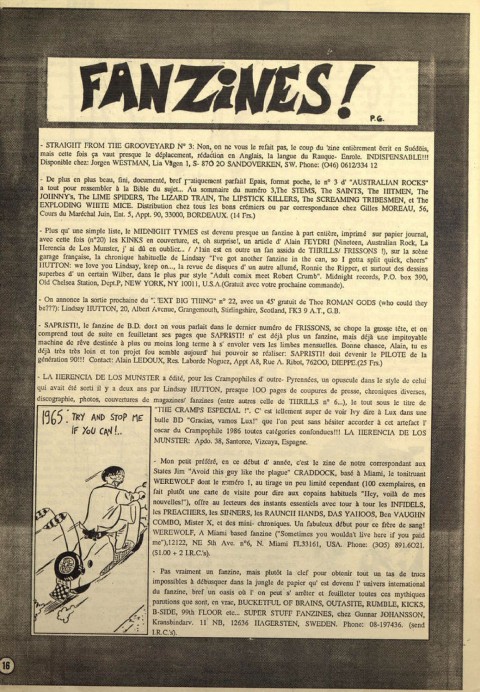 FANZINES!
P.G.
- STRAIGHT FROM THE GROOVEYARD N° 3: Non, on ne vous le refait pas, le coup du 'zine entièrement écrit en Suédois,
mais cette fois ça vaut presque le déplacement, rédaction en Anglais, la langue du Rauque- Enrole. INDISPENSABLE!!!
Disponible chez: Jorgen WESTMAN, Lia Vägen 1, S- 870 2O SANDOVERKEN, SW. Phone: (O46) 0612/334 12
- De plus en plus beau, fini, documenté, bref pratiquement parfait! Epais, format poche, le n° 3 d' "AUSTRALIAN ROCKS"
a tout pour ressembler à la Bible du sujet... Au sommaire du numéro 3,The STEMS, The SAINTS, The HITMEN, The
JOHNNYs, The LIME SPIDERS, The LIZARD TRAIN, The LIPSTICK KILLERS, The SCREAMING TRIBESMEN, et The
EXPLODING WHITE MICE. Distribution chez tous les bons crémiers ou par correspondance chez Gilles MOREAU, 56,
Cours du Maréchal Juin, Ent. 5, Appt. 90, 33000, BORDEAUX. (14 Frs.)
- Plus qu' une simple liste, le MIDNIGHT TYMES est devenu presque un fanzine à part entière, imprimé sur papier journal,
avec cette fois (n°20) les KINKS en couverture, et, oh surprise!, un article d' Alain FEYDRI (Nineteen, Australian Rock, La
Herencia de Los Munster, j' ai dû en oublier... / l'Ain est en outre un fan assidu de THRILLS/ FRISSONS !), sur la scène
garage française, la chronique habituelle de Lindsay "I've got another fanzine in the can, so I gotta split quick, cheers"
HUTTON: we love you Lindsay, keep on..., la revue de disques d' un autre allumé, Ronnie the Ripper, et surtout des dessins
superbes d' un certain Wilber, dans le plus pur style "Adult comix meet Robert Crumb". Midnight records, P.O. box 390,
Old Chelsea Station, Dept.P, NEW YORK, NY 10011, U.S.A.(Gratuit avec votre prochaine commande).
- On annonce la sortie prochaine du ". 'EXT BIG THING" n° 22, avec un 45' gratuit de Thee ROMAN GODS (who could they
be???): Lindsay HUTTON, 20, Albert Avenue, Grangemouth, Stirlingshire, Scotland, FK3 9 A.T., G.B.
- SAPRISTI!, le fanzine de B.D. dont on vous parlait dans le dernier numéro de FRISSONS, se chope la grosse tête, et on
comprend tout de suite en feuilletant ses pages que SAPRISTI! n' est déjà plus un fanzine, mais déjà une impitoyable
machine de rêve destinée à plus ou moins long terme à s' envoler vers les limbes mensuelles. Bonne chance, Alain, tu en
déjà très très loin et ton projet fou semble aujourd'hui pouvoir se réaliser: SAPRISTI! doit devenir le PILOTE de la
génération 90!!! Contact: Alain LEDOUX, Res. Laborde Noguez, Appt A8, Rue A. Ribot, 762OO, DIEPPE.(25 Frs.)
- LA HERENCIA DE LOS MUNSTER a édité, pour les Crampophiles d' outre- Pyrennées, un opuscule dans le style de celui
qui avait été sorti il y a deux ans par Lindsay HUTTON, presque 1OO pages de coupures de presse, chroniques diverses,
discographie, photos, couvertures de magazines/ fanzines (entre autres celle de THRILLS n° 6...), le tout sous le titre de
"THE CRAMPS ESPECIAL !". C' est tellement super de voir Ivy dire à Lux dans une
bulle BD "Gracias, vamos Lux!" que l'on peut sans hésiter accorder à cet artefact l'
oscar du Crampophile 1986 toutes catégories confondues!!! LA HERENCIA DE LOS
MUNSTER: Apdo. 38, Santorce, Vizcaya, Espagne.
1965: TRY AND STOP ME
IF YOU CAN!..
- Mon petit préféré, en ce début d' année, c'est le zine de notre correspondant aux
States Jim "Avoid this guy like the plague" CRADDOCK, basé à Miami, le tonitruant
WEREWOLF dont le numéro 1, au tirage un peu limité cependant (100 exemplaires, en
fait plutôt une carte de visite pour dire aux copains habituels "Hey, voilà de mes
nouvelles!"), offre au lecteurs des instants essentiels avec tour à tour les INFIDELS,
les PREACHERS, les SINNERS, les RAUNCH HANDS, DAS YAHOOS, Ben VAUGHN
COMBO, Mister X, et des mini- chroniques. Un fabuleux début pour ce frère de sang!
WEREWOLF, A Miami based fanzine ("Sometimes you wouldn't live here if you paid
me"),12122, NE 5th Ave. n°6, N. Miami FL33161, USA. Phone: (3O5) 891.6O21.
($1.00 + 2 I.R.C.'s).
- Pas vraiment un fanzine, mais plutôt la clef pour obtenir tout un tas de trucs
impossibles à débusquer dans la jungle de papier qu' est devenu l' univers international
du fanzine, bref un oasis où l' on peut s' arrêter et feuilleter toutes ces mythiques
parutions que sont, en vrac, BUCKETFUL OF BRAINS, OUTASITE, RUMBLE, KICKS,
B-SIDE, 99th FLOOR etc... SUPER STUFF FANZINES, chez Gunnar JOHANSSON,
Kransbindarv. 11 NB, 12636 HAGERSTEN, SWEDEN. Phone: 08-197436. (send
I.R.C.'s).
16